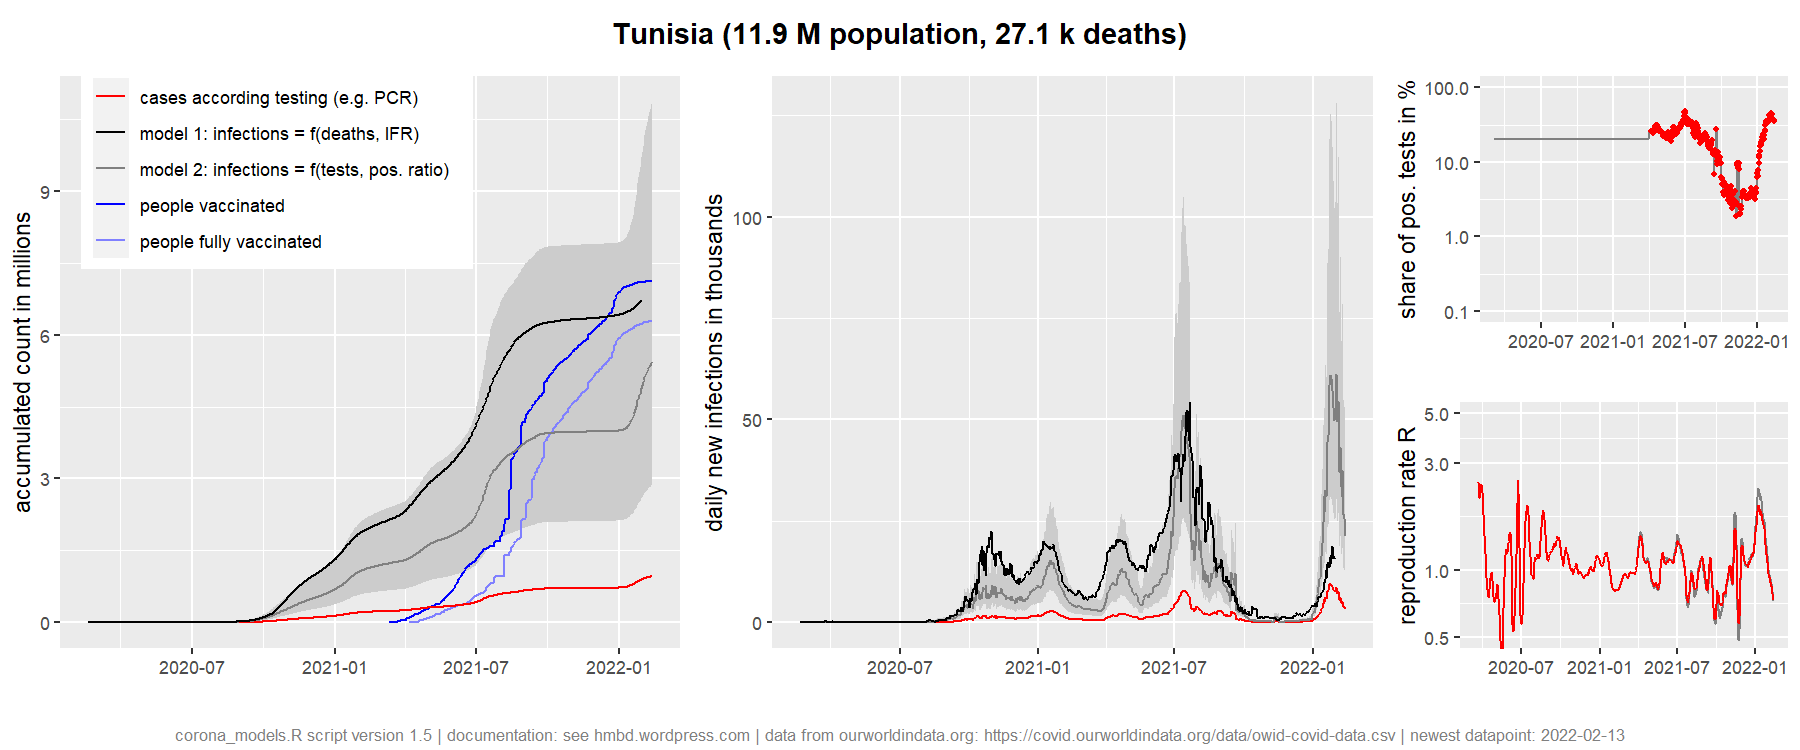 Tunisia (11.9 M population, 27.1 k deaths)
cases according testing (e.g. PCR)
model 1: infections = f(deaths, IFR)
model 2: infections = f(tests, pos. ratio)
people vaccinated
people fully vaccinated
accumulated count in millions
9
6
3
0
2020-07
2021-01
2021-07
2022-01
daily new infections in thousands
100
50
0
2020-07
2021-01
2021-07
2022-01
share of pos. tests in %
100.0
10.0
1.0
0.1
2020-07
2021-01
2021-07
2022-01
reproduction rate R
5.0
3.0
1.0
0.5
2020-07
2021-01
2021-07
2022-01
corona_models.R script version 1.5 | documentation: see hmbd.wordpress.com | data from ourworldindata.org: https://covid.ourworldindata.org/data/owid-covid-data.csv | newest datapoint: 2022-02-13